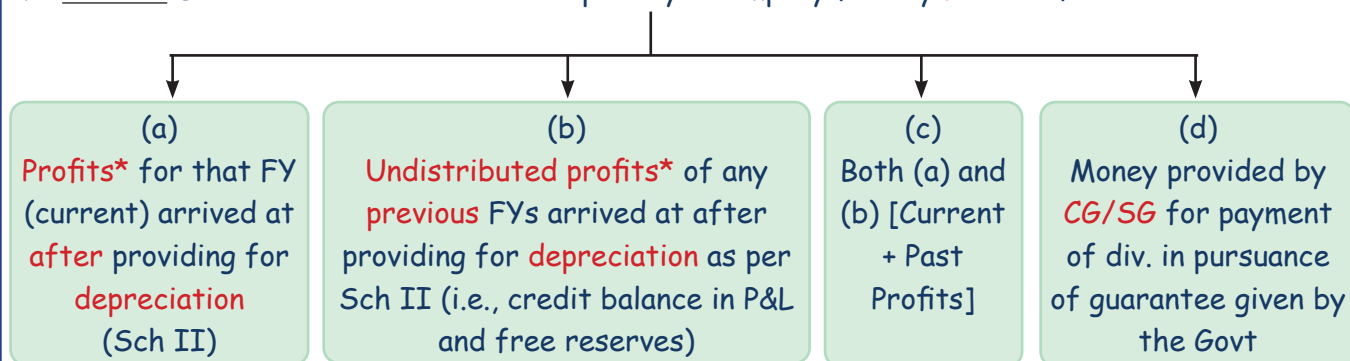 (a)
Profits* for that FY
(current) arrived at
after providing for
depreciation
(Sch II)
(b)
Undistributed profits* of any
previous FYs arrived at after
providing for depreciation as per
Sch II (i.e., credit balance in P&L
and free reserves)
(c)
Both (a) and
(b) [Current
+ Past
Profits]
(d)
Money provided by
CG/SG for payment
of div. in pursuance
of guarantee given by
the Govt